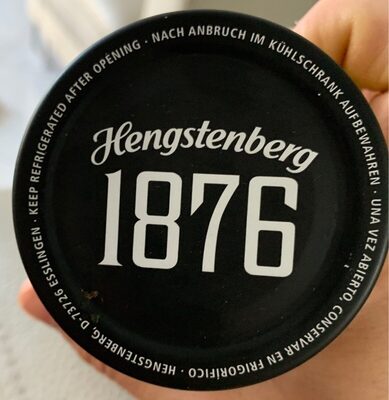 Hengstenberg
1876
KEEP REFRIGERATED AFTER OPENING · NACH ANBRUCH IM KÜHLSCHRANK AUFBEWAHREN · UNA VEZ ABIERTO, CONSERVAR EN FRIGORÍFICO · HENGSTENBERG, D-73726 ESSLINGEN ·